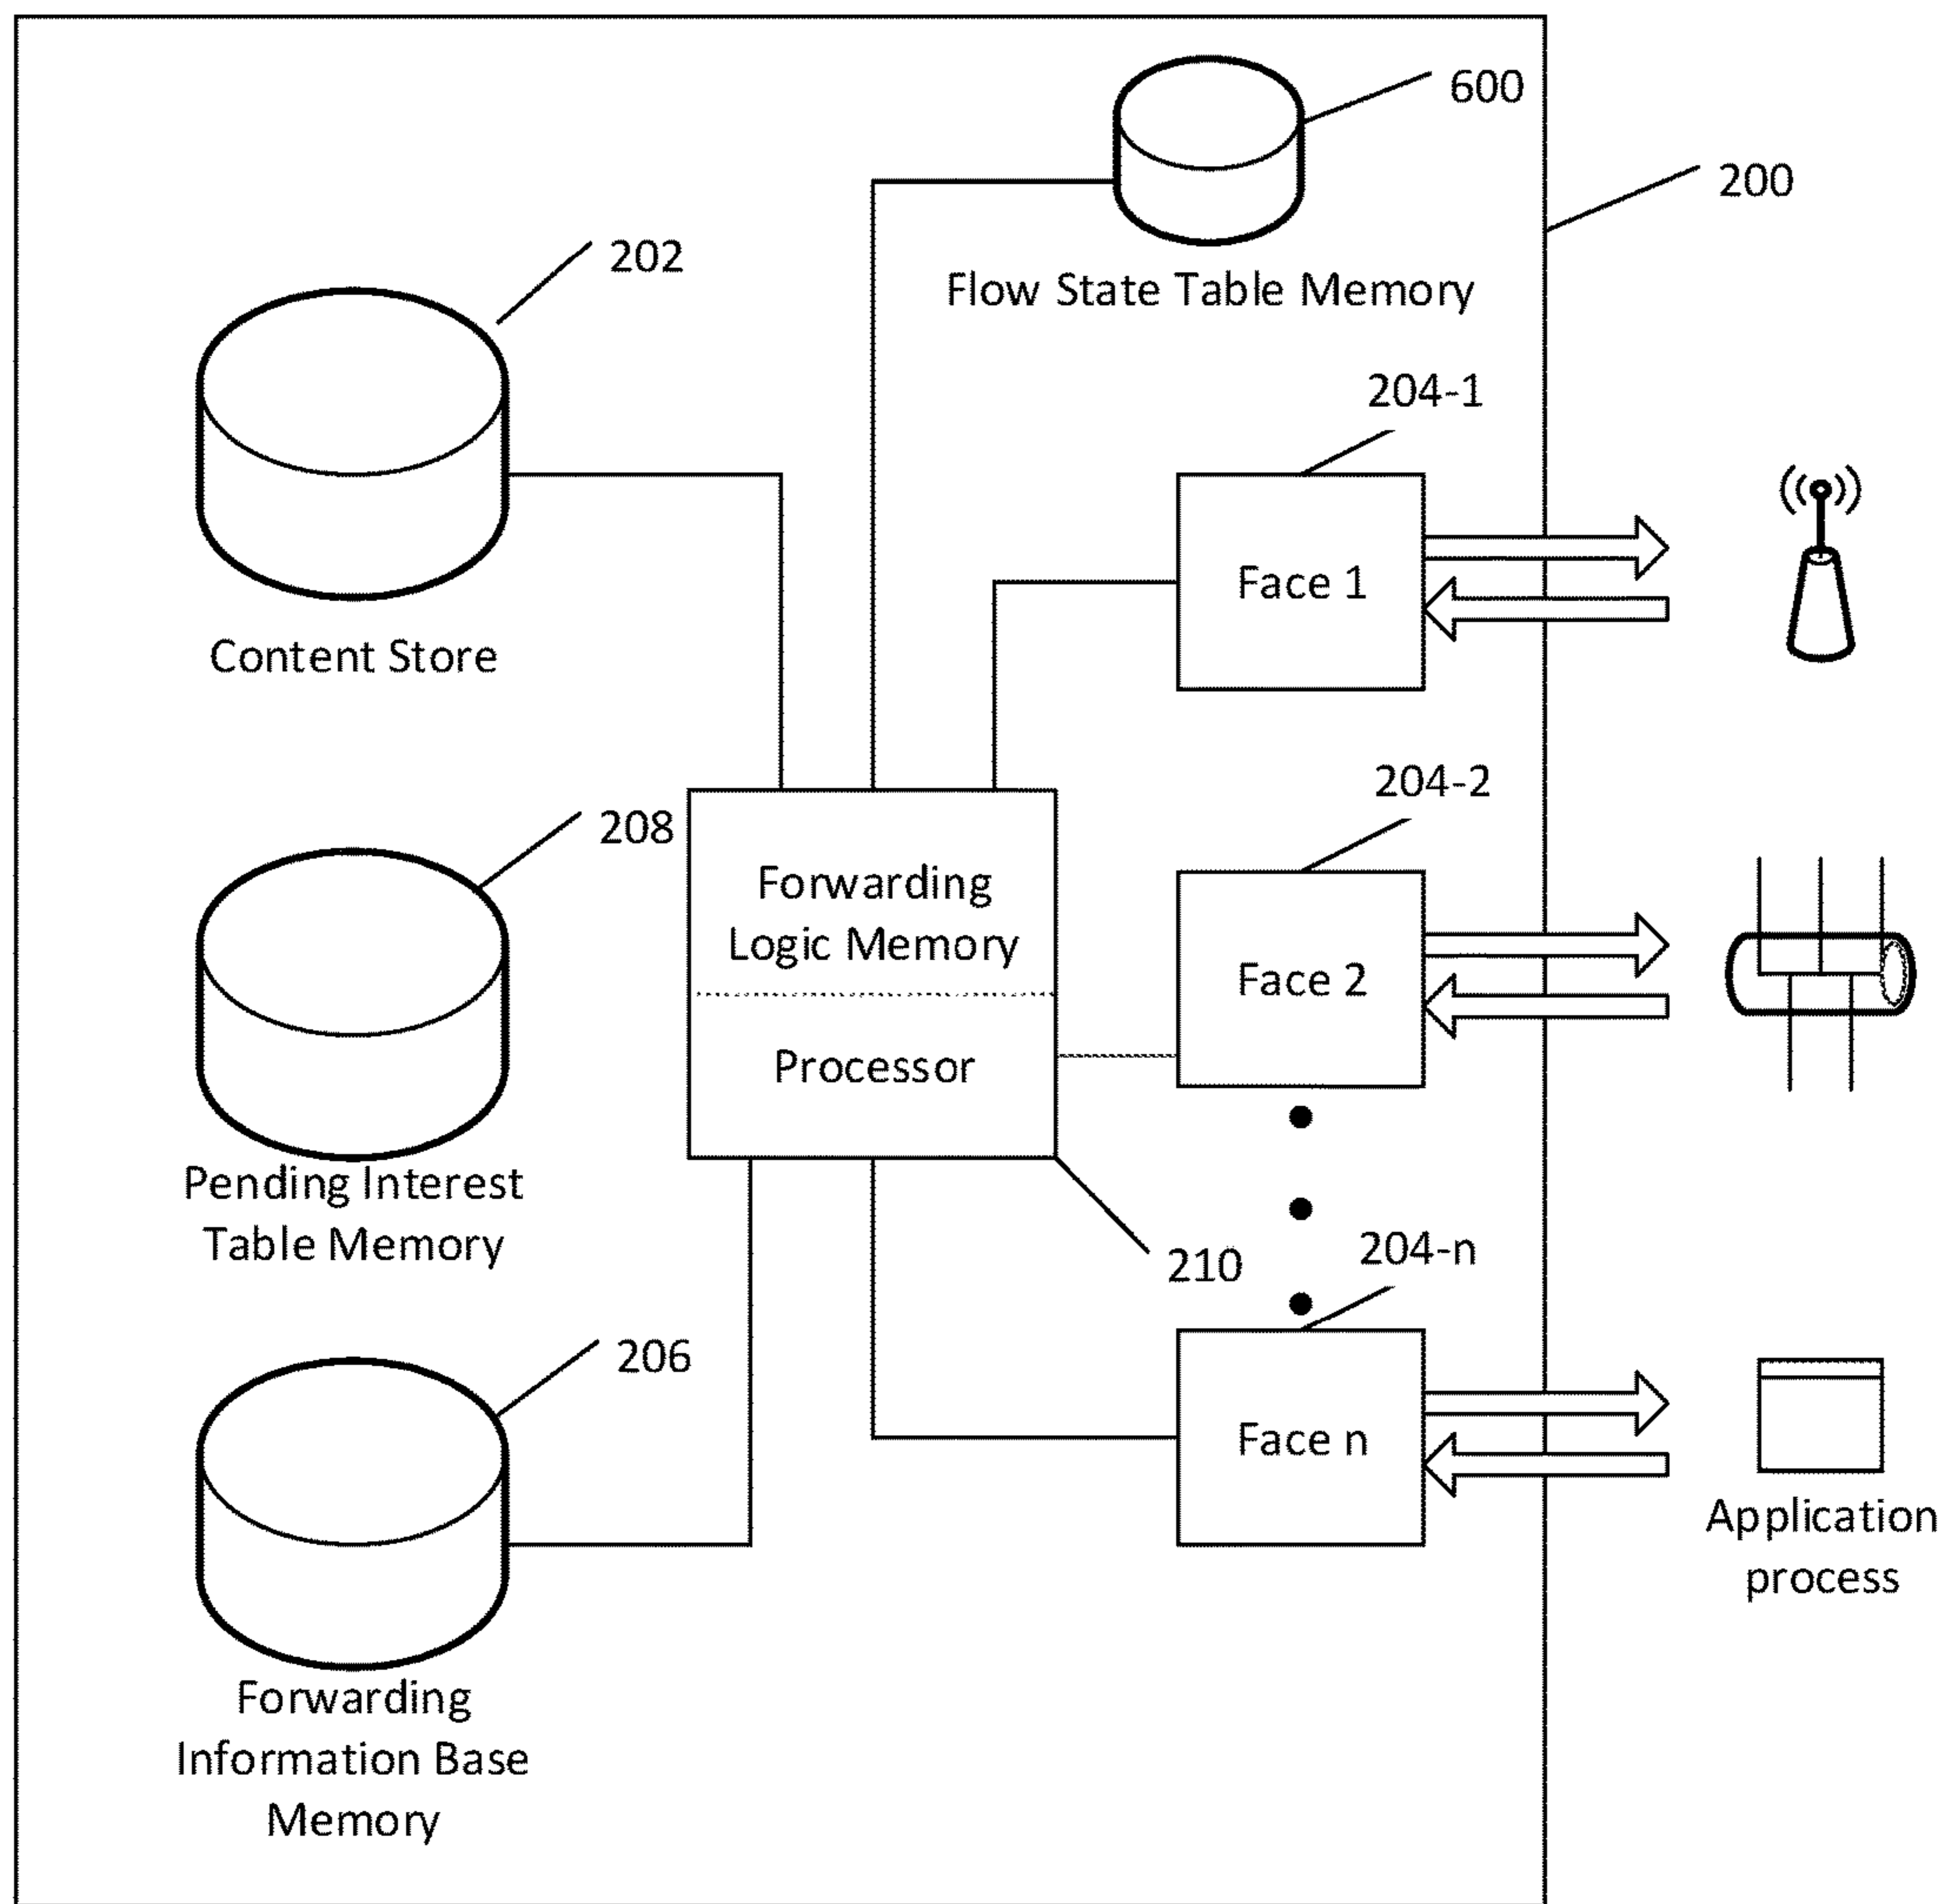 600
200
202
Flow State Table Memory
204-1
Face 1
Content Store
204-2
208
Forwarding
Logic Memory
Face 2
Processor
Pending Interest
Table Memory
210
204-n
206
Face n
Application
process
Forwarding
Information Base
Memory